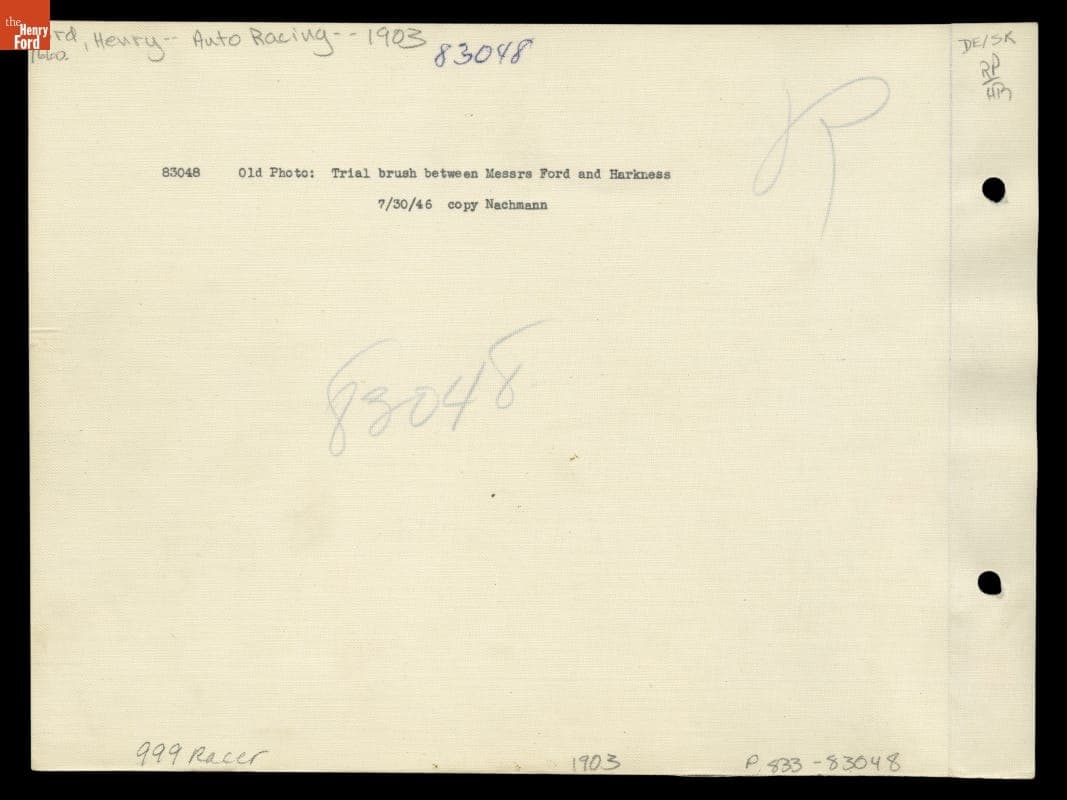 the Henry Ford
rd, Henry-- Auto Racing-- 1903
1660.
83048
DE/SK
RP
83048 Old Photo: Trial brush between Messrs Ford and Harkness
7/30/46 copy Nachmann
83048
999 Racer
1903
P. 833 - 83048